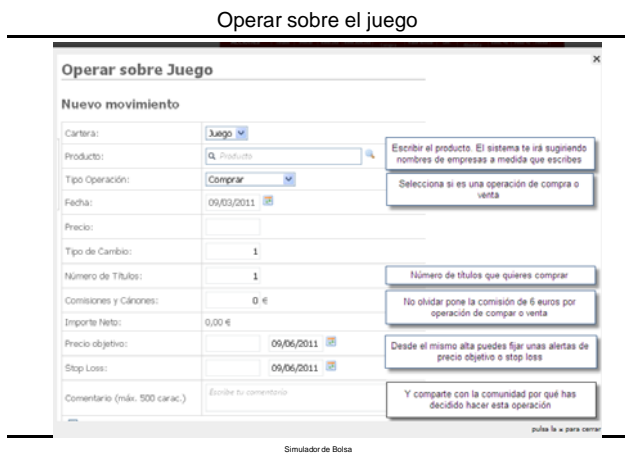 Operar sobre el juego
×
Operar sobre Juego
Nuevo movimiento
Cartera:
Juego
Producto:
Producto
Escribir el producto. El sistema te irá sugiriendo
nombres de empresas a medida que escribes
Tipo Operación:
Comprar
Selecciona si es una operación de compra o
venta
Fecha:
09/03/2011
Precio:
Tipo de Cambio:
1
Número de Títulos:
1
Número de títulos que quieres comprar
Comisiones y Cánones:
0 €
No olvidar pone la comisión de 6 euros por
operación de compar o venta
Importe Neto:
0,00 €
Precio objetivo:
09/06/2011
Desde el mismo alta puedes fijar unas alertas de
precio objetivo o stop loss
Stop Loss:
09/06/2011
Comentario (máx. 500 carac.)
Escribe tu comentario
Y comparte con la comunidad por qué has
decidido hacer esta operación
pulsa la x para cerrar
Simulador de Bolsa